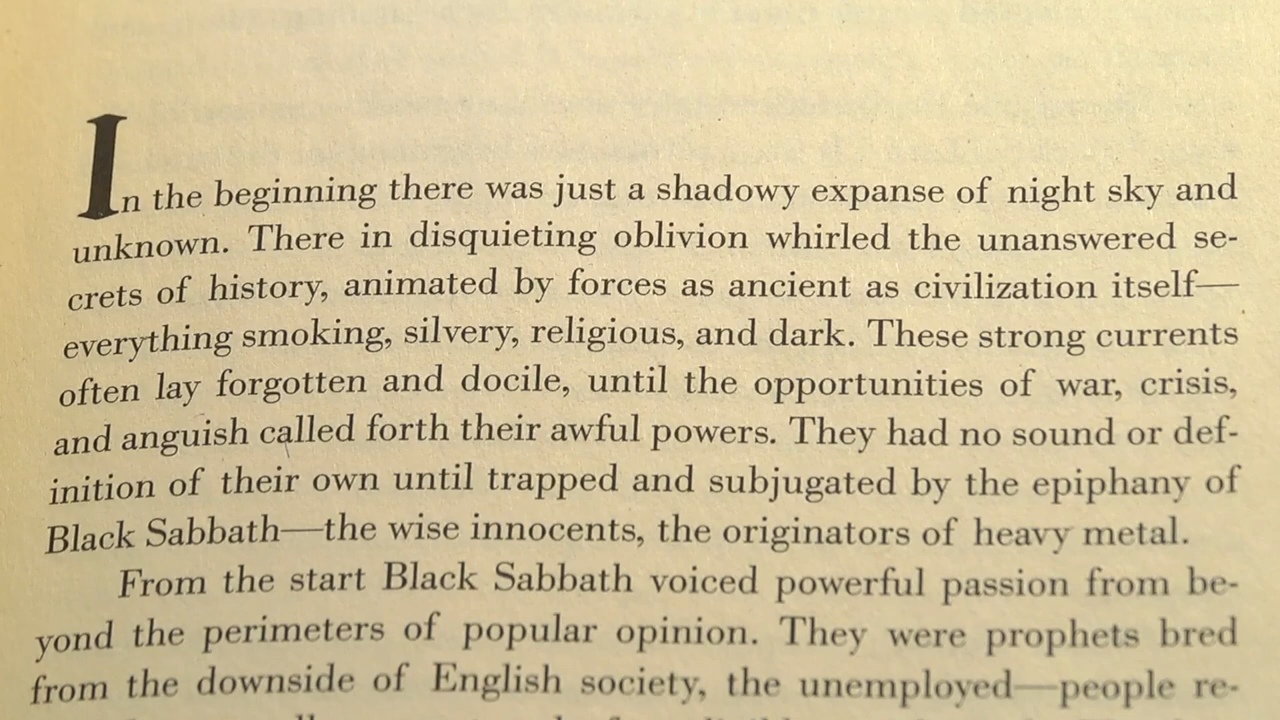 In the beginning there was just a shadowy expanse of night sky and
unknown. There in disquieting oblivion whirled the unanswered se-
crets of history, animated by forces as ancient as civilization itself—
everything smoking, silvery, religious, and dark. These strong currents
often lay forgotten and docile, until the opportunities of war, crisis,
and anguish called forth their awful powers. They had no sound or def-
inition of their own until trapped and subjugated by the epiphany of
Black Sabbath—the wise innocents, the originators of heavy metal.
From the start Black Sabbath voiced powerful passion from be-
yond the perimeters of popular opinion. They were prophets bred
from the downside of English society, the unemployed—people re-